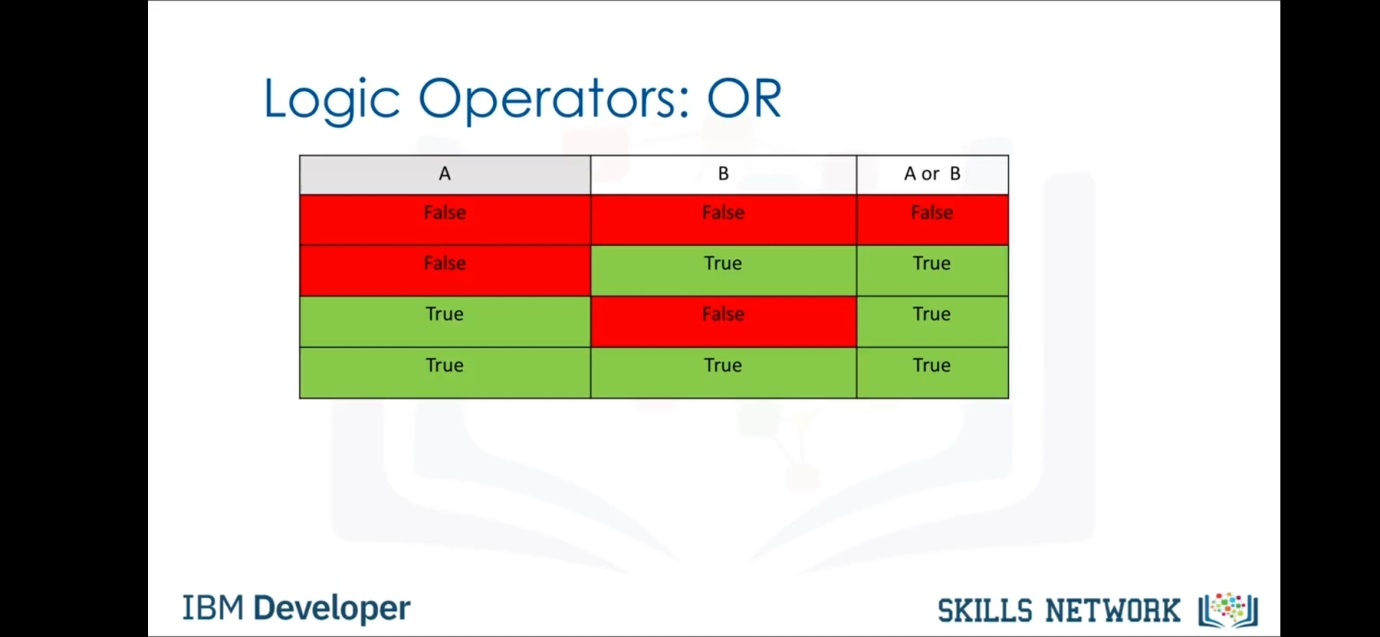 Logic Operators: OR
A B A or B
False False False
False True True
True False True
True True True
IBM Developer
SKILLS NETWORK